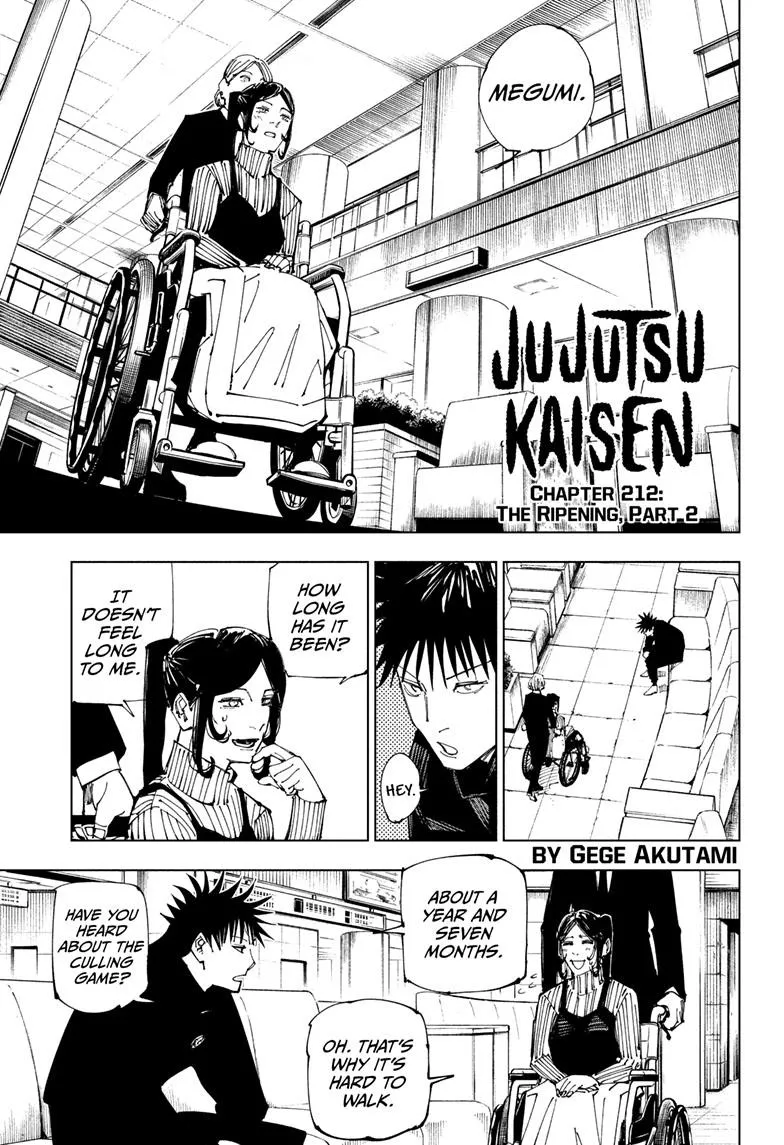 MEGUMI.
JUJUTSU
KAISEN
CHAPTER 212:
THE RIPENING, PART 2
HEY.
HOW
LONG
HAS IT
BEEN?
IT
DOESN'T
FEEL
LONG
TO ME.
BY GEGE AKUTAMI
ABOUT A
YEAR AND
SEVEN
MONTHS.
OH. THAT'S
WHY IT'S
HARD TO
WALK.
HAVE YOU
HEARD
ABOUT THE
CULLING
GAME?